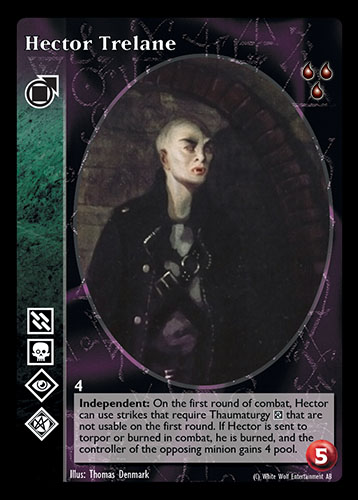 Hector Trelane
4
Independent: On the first round of combat, Hector
can use strikes that require Thaumaturgy that are
not usable on the first round. If Hector is sent to
torpor or burned in combat, he is burned, and the
controller of the opposing minion gains 4 pool.
5
Illus: Thomas Denmark (C) White Wolf Entertainment AB